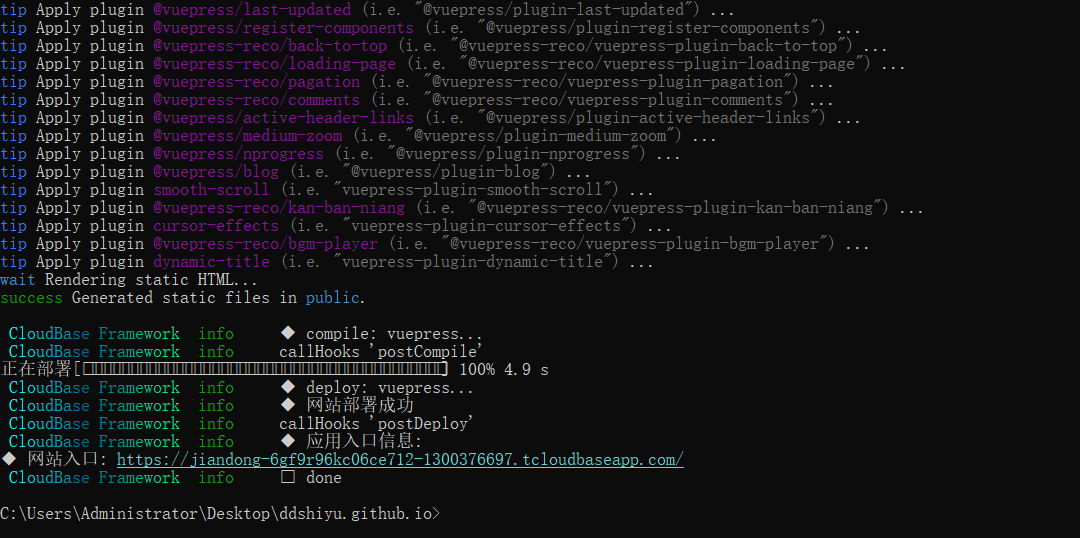 tip Apply plugin @vuepress/last-updated (i.e. "@vuepress/plugin-last-updated") ...
tip Apply plugin @vuepress/register-components (i.e. "@vuepress/plugin-register-components") ...
tip Apply plugin @vuepress-reco/back-to-top (i.e. "@vuepress-reco/vuepress-plugin-back-to-top") ...
tip Apply plugin @vuepress-reco/loading-page (i.e. "@vuepress-reco/vuepress-plugin-loading-page") ...
tip Apply plugin @vuepress-reco/pagation (i.e. "@vuepress-reco/vuepress-plugin-pagation") ...
tip Apply plugin @vuepress-reco/comments (i.e. "@vuepress-reco/vuepress-plugin-comments") ...
tip Apply plugin @vuepress/active-header-links (i.e. "@vuepress/plugin-active-header-links") ...
tip Apply plugin @vuepress/medium-zoom (i.e. "@vuepress/plugin-medium-zoom") ...
tip Apply plugin @vuepress/nprogress (i.e. "@vuepress/plugin-nprogress") ...
tip Apply plugin @vuepress/blog (i.e. "@vuepress/plugin-blog") ...
tip Apply plugin smooth-scroll (i.e. "vuepress-plugin-smooth-scroll") ...
tip Apply plugin @vuepress-reco/kan-ban-niang (i.e. "@vuepress-reco/vuepress-plugin-kan-ban-niang") ...
tip Apply plugin cursor-effects (i.e. "vuepress-plugin-cursor-effects") ...
tip Apply plugin @vuepress-reco/bgm-player (i.e. "@vuepress-reco/vuepress-plugin-bgm-player") ...
tip Apply plugin dynamic-title (i.e. "vuepress-plugin-dynamic-title") ...
wait Rendering static HTML...
success Generated static files in public.
CloudBase Framework info ◆ compile: vuepress...
CloudBase Framework info callHooks 'postCompile'
正在部署[] 100% 4.9 s
CloudBase Framework info ◆ deploy: vuepress...
CloudBase Framework info ◆ 网站部署成功
CloudBase Framework info callHooks 'postDeploy'
CloudBase Framework info ◆ 应用入口信息:
◆ 网站入口: https://jiandong-6gf9r96kc06ce712-1300376697.tcloudbaseapp.com/
CloudBase Framework info □ done
C:\Users\Administrator\Desktop\ddshiyu.github.io>